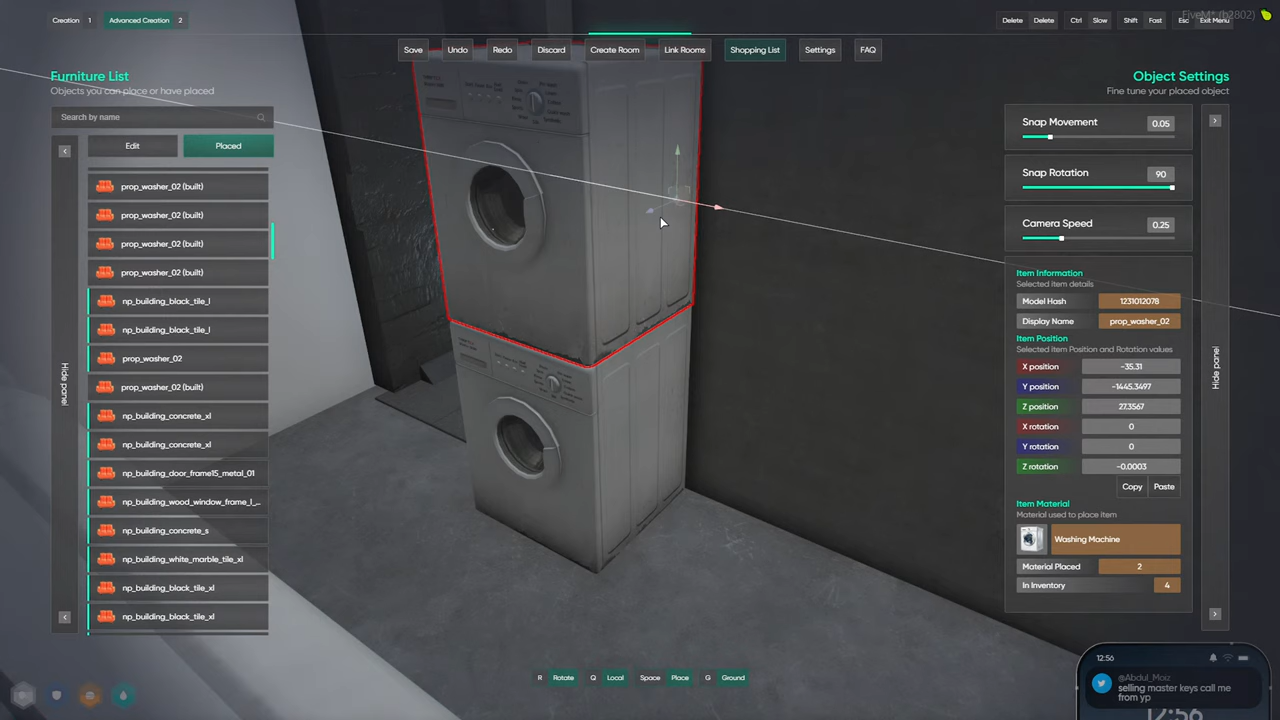 Creation 1 Advanced Creation 2
FiveM® (b2802)
Delete Delete Ctrl Slow Shift Fast Esc Exit Menu
Save Undo Redo Discard Create Room Link Rooms Shopping List Settings FAQ
Furniture List
Objects you can place or have placed
Search by name
Edit Placed
Hide panel
prop_washer_02 (built)
prop_washer_02 (built)
prop_washer_02 (built)
prop_washer_02 (built)
np_building_black_tile_l
np_building_black_tile_l
prop_washer_02
prop_washer_02 (built)
np_building_concrete_xl
np_building_concrete_xl
np_building_door_frame15_metal_01
np_building_wood_window_frame_l_...
np_building_concrete_s
np_building_white_marble_tile_xl
np_building_black_tile_xl
np_building_black_tile_xl
Object Settings
Fine tune your placed object
Snap Movement 0.05
Snap Rotation 90
Camera Speed 0.25
Item Information
Selected item details
Model Hash 1231012078
Display Name prop_washer_02
Item Position
Selected item Position and Rotation values
X position -35.31
Y position -1445.3497
Z position 27.3567
X rotation 0
Y rotation 0
Z rotation -0.0003
Copy Paste
Item Material
Material used to place item
Washing Machine
Material Placed 2
In Inventory 4
Hide panel
R Rotate Q Local Space Place G Ground
12:56
@Abdul_Moiz
selling master keys call me
from yp
12:56